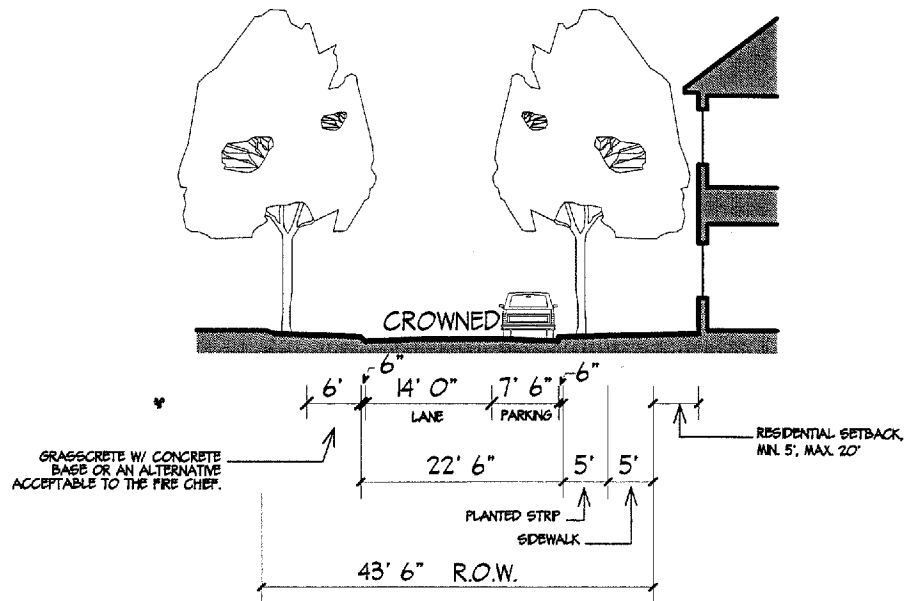 CROWNED
6"
6"
6' 14' 0" 7' 6"
LANE PARKING
GRASSCRETE W/ CONCRETE
BASE OR AN ALTERNATIVE
ACCEPTABLE TO THE FIRE CHIEF.
RESIDENTIAL SETBACK,
MIN. 5', MAX. 20'
22' 6" 5' 5'
PLANTED STRIP
SIDEWALK
43' 6" R.O.W.